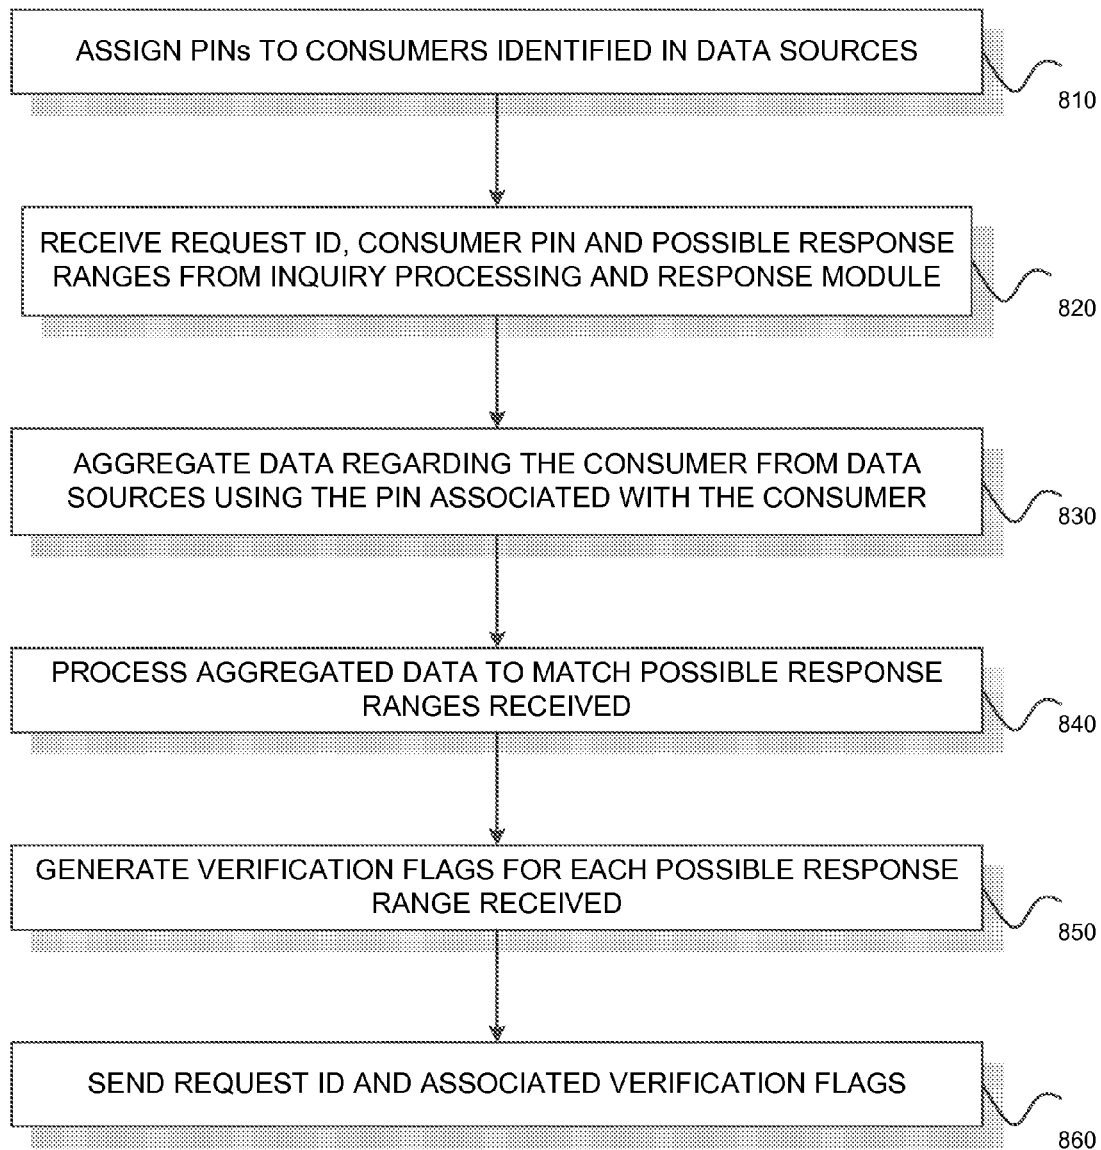 ASSIGN PINs TO CONSUMERS IDENTIFIED IN DATA SOURCES
810
RECEIVE REQUEST ID, CONSUMER PIN AND POSSIBLE RESPONSE
RANGES FROM INQUIRY PROCESSING AND RESPONSE MODULE
820
AGGREGATE DATA REGARDING THE CONSUMER FROM DATA
SOURCES USING THE PIN ASSOCIATED WITH THE CONSUMER
830
PROCESS AGGREGATED DATA TO MATCH POSSIBLE RESPONSE
RANGES RECEIVED
840
GENERATE VERIFICATION FLAGS FOR EACH POSSIBLE RESPONSE
RANGE RECEIVED
850
SEND REQUEST ID AND ASSOCIATED VERIFICATION FLAGS
860